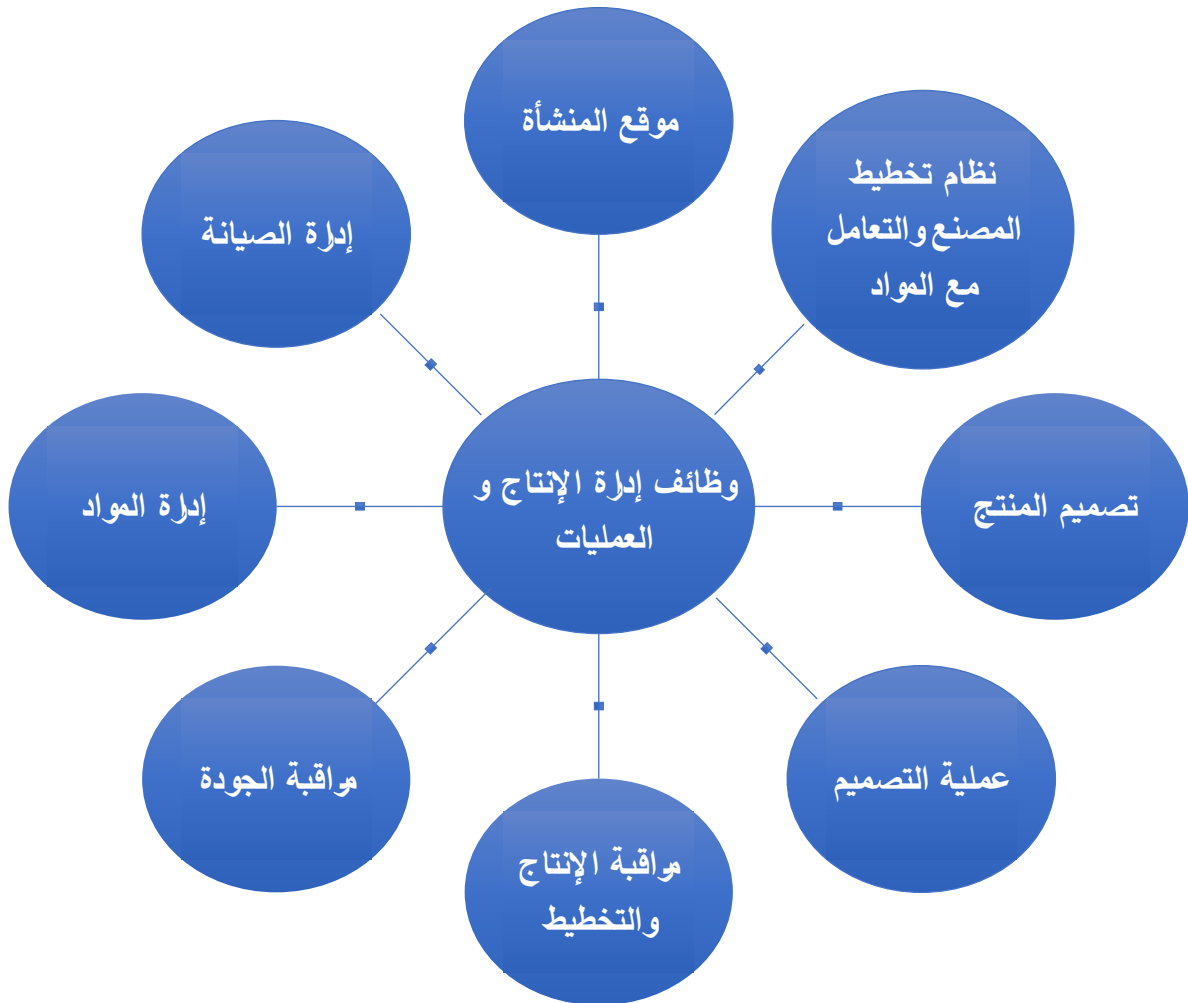 موقع المنشأة
نظام تخطيط
المصنع والتعامل
مع المواد
تصميم المنتج
عملية التصميم
مراقبة الإنتاج
والتخطيط
مراقبة الجودة
إدارة المواد
إدارة الصيانة
وظائف إدارة الإنتاج و
العمليات